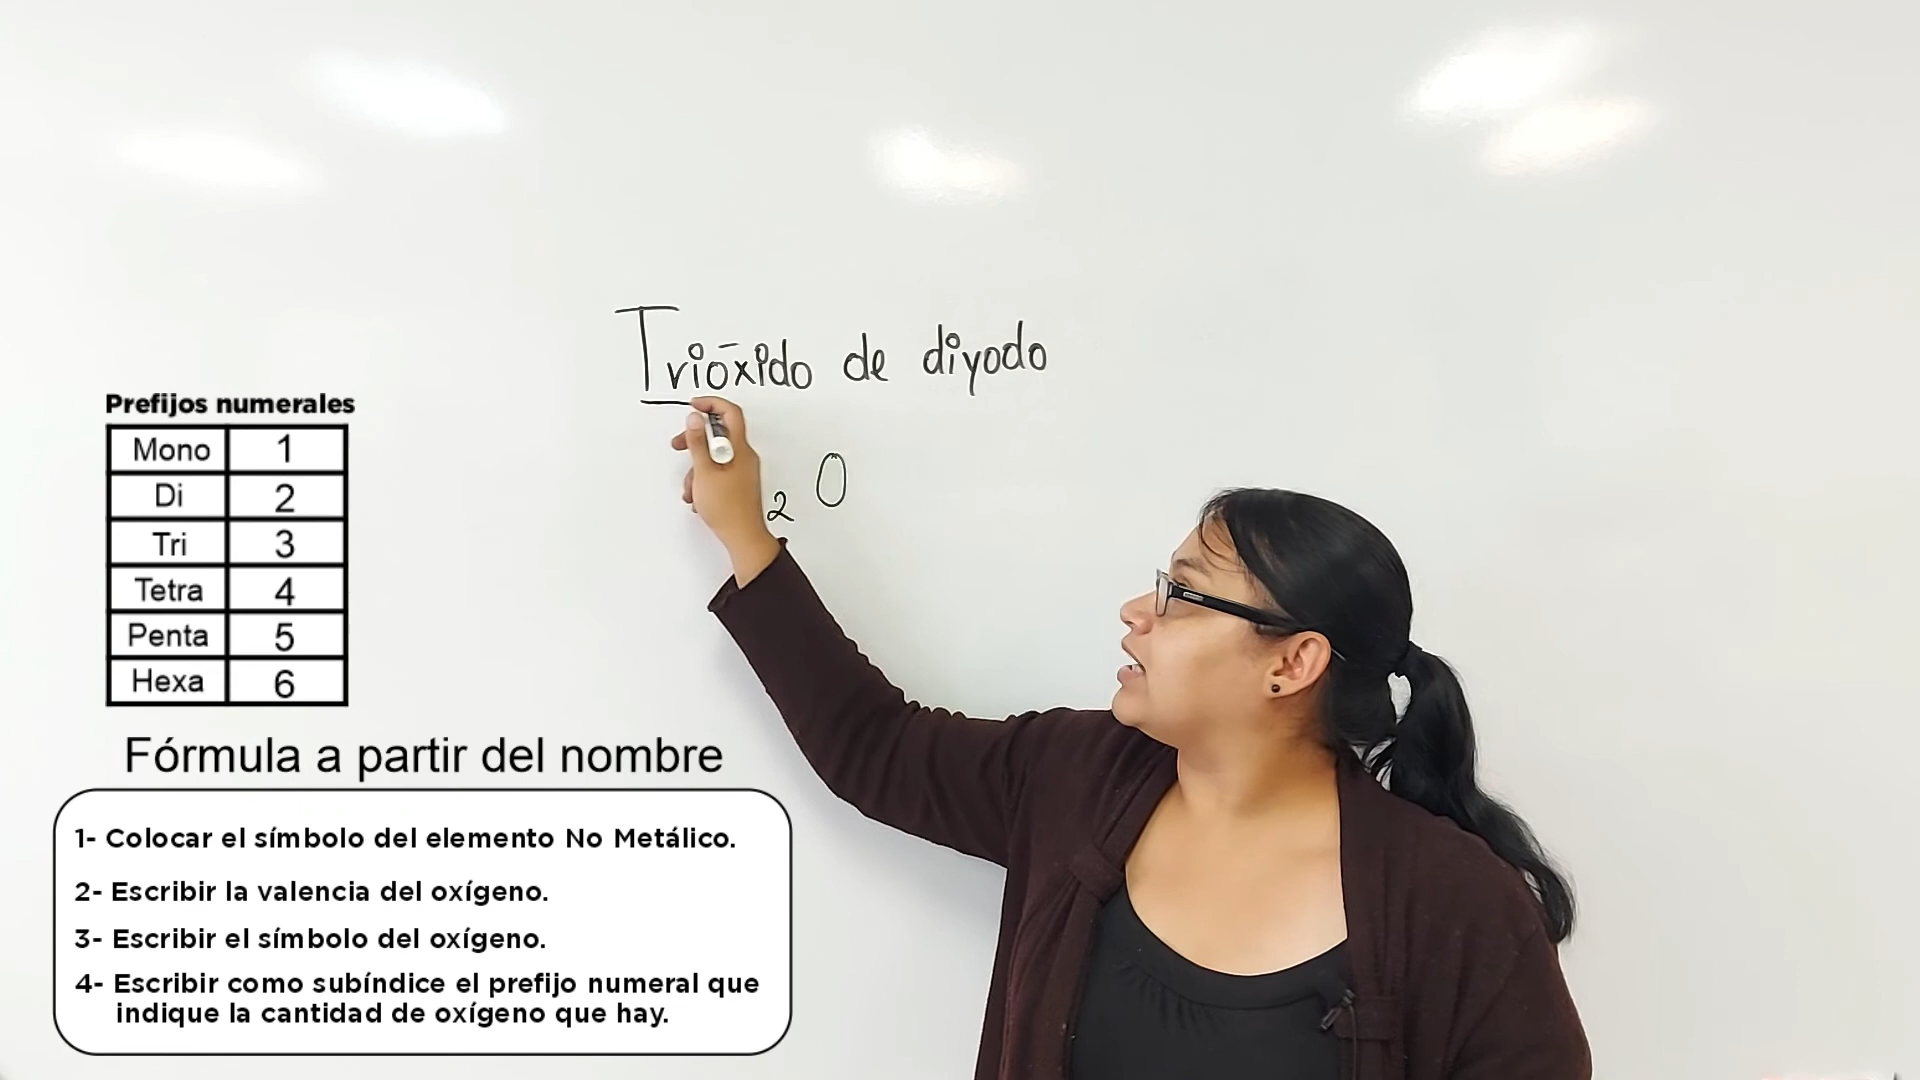 Trióxido de diyodo
2 O
Prefijos numerales
Mono 1
Di 2
Tri 3
Tetra 4
Penta 5
Hexa 6
Fórmula a partir del nombre
1- Colocar el símbolo del elemento No Metálico.
2- Escribir la valencia del oxígeno.
3- Escribir el símbolo del oxígeno.
4- Escribir como subíndice el prefijo numeral que
indique la cantidad de oxígeno que hay.